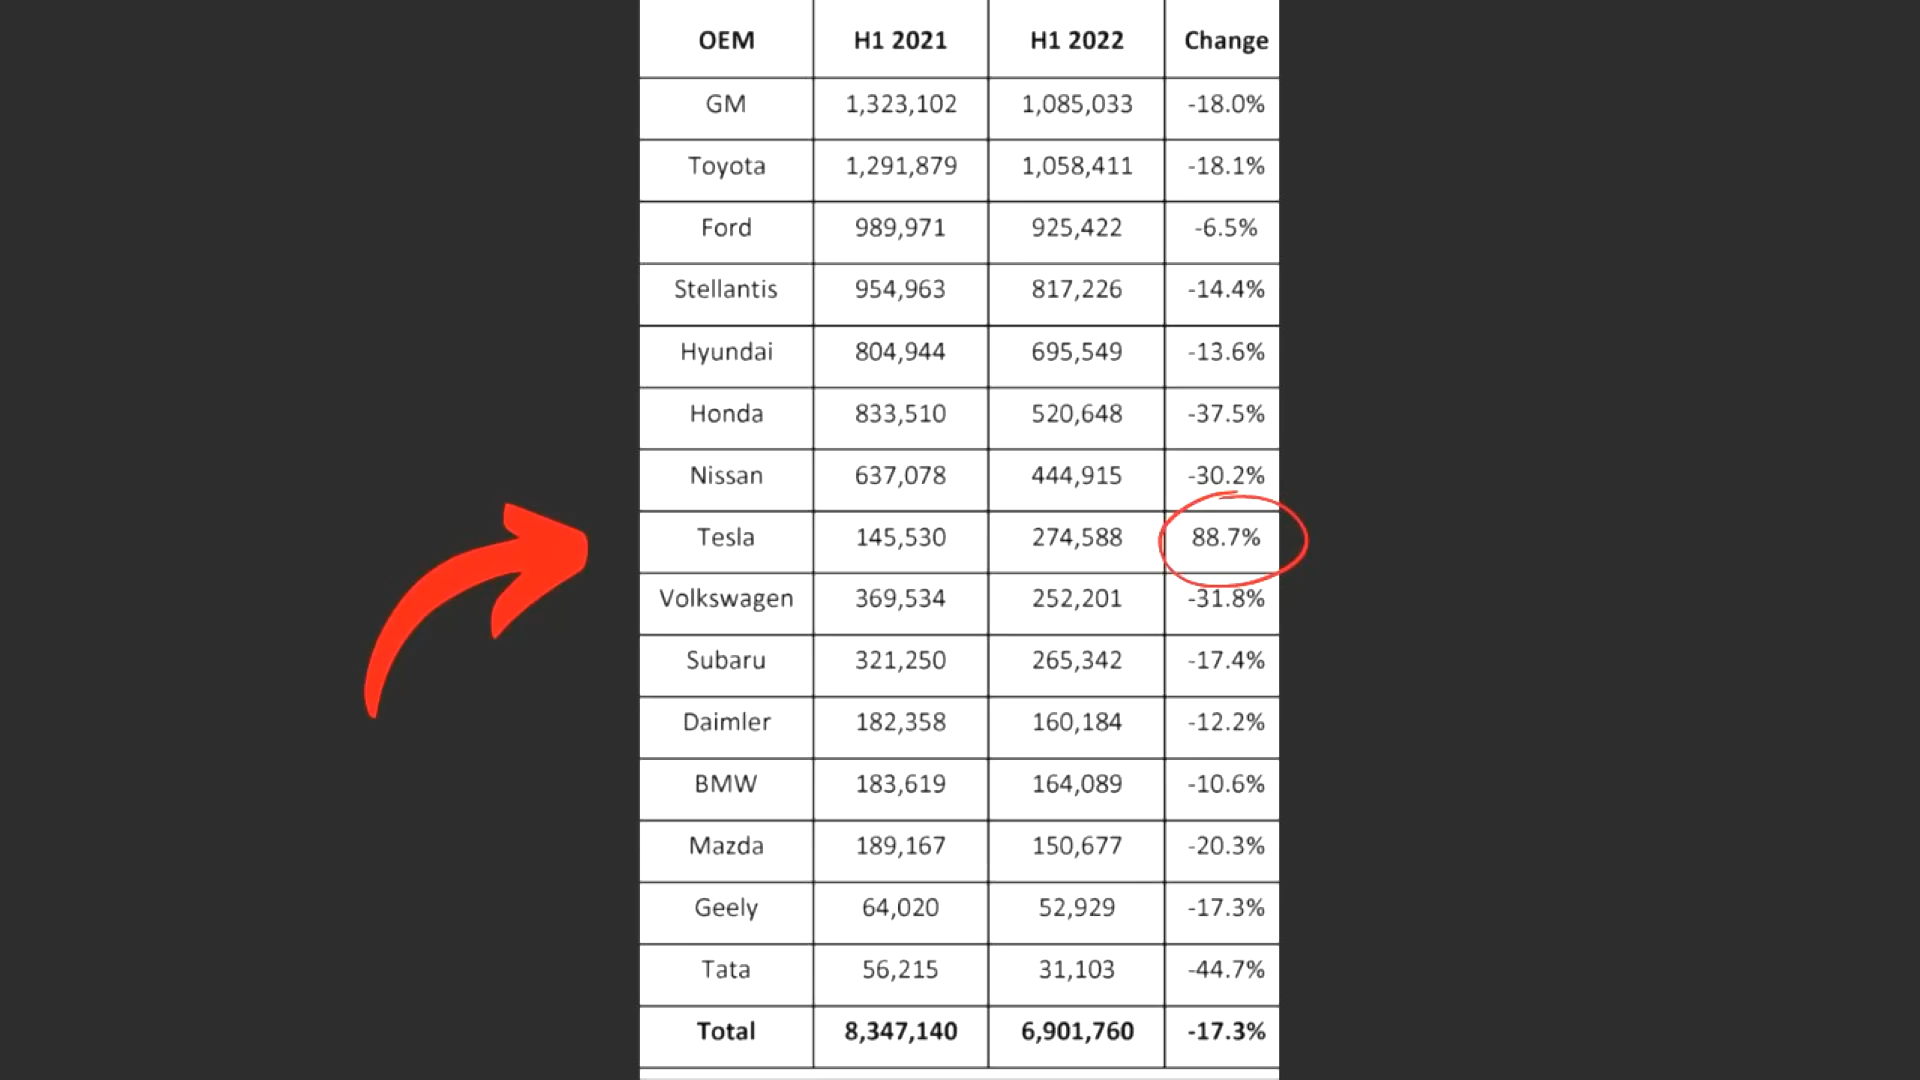 OEM H1 2021 H1 2022 Change
GM 1,323,102 1,085,033 -18.0%
Toyota 1,291,879 1,058,411 -18.1%
Ford 989,971 925,422 -6.5%
Stellantis 954,963 817,226 -14.4%
Hyundai 804,944 695,549 -13.6%
Honda 833,510 520,648 -37.5%
Nissan 637,078 444,915 -30.2%
Tesla 145,530 274,588 88.7%
Volkswagen 369,534 252,201 -31.8%
Subaru 321,250 265,342 -17.4%
Daimler 182,358 160,184 -12.2%
BMW 183,619 164,089 -10.6%
Mazda 189,167 150,677 -20.3%
Geely 64,020 52,929 -17.3%
Tata 56,215 31,103 -44.7%
Total 8,347,140 6,901,760 -17.3%